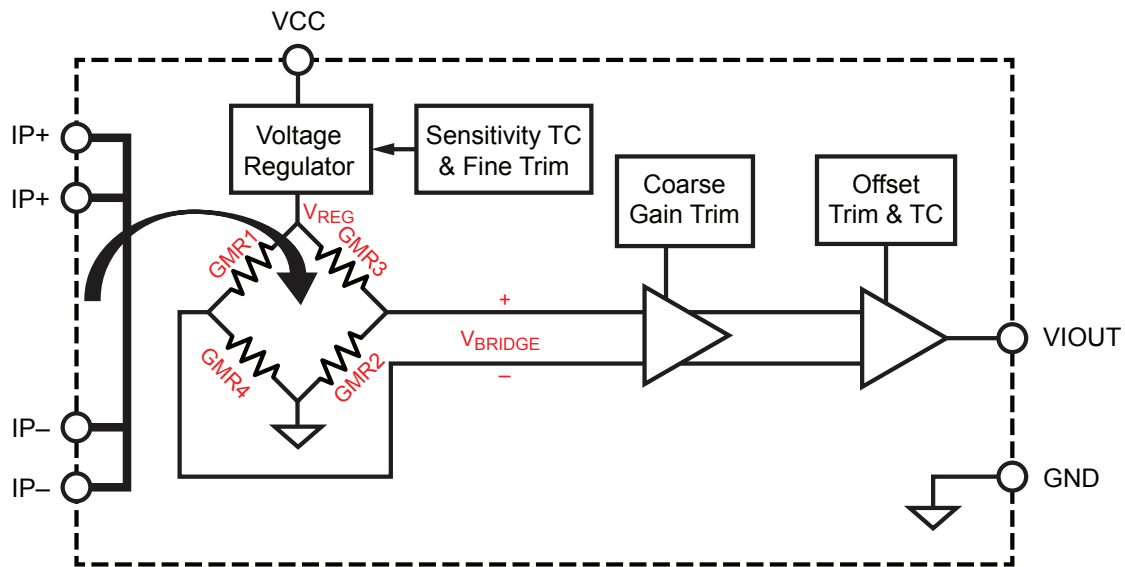 VCC
IP+
IP+
Voltage
Regulator
Sensitivity TC
& Fine Trim
Coarse
Gain Trim
Offset
Trim & TC
VREG
GMR1
GMR3
GMR4
GMR2
+
VBRIDGE
–
VIOUT
IP–
IP–
GND